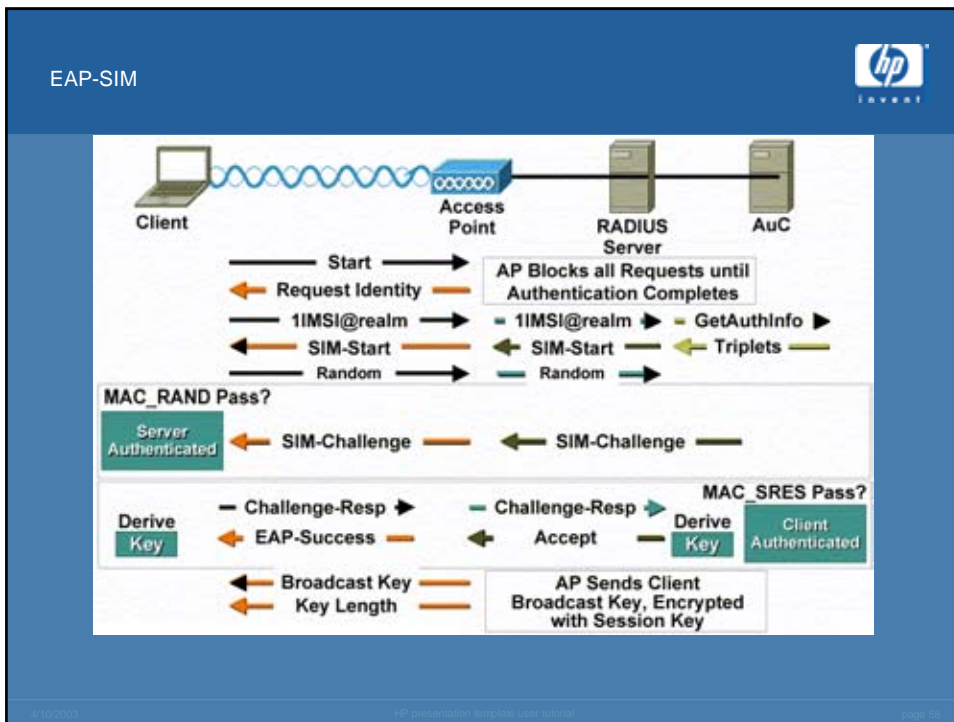 EAP-SIM
hp
invent
Client
Access
Point
RADIUS
Server
AuC
Start
AP Blocks all Requests until
Authentication Completes
Request Identity
1IMSI@realm
1IMSI@realm
GetAuthInfo
SIM-Start
SIM-Start
Triplets
Random
Random
MAC_RAND Pass?
Server
Authenticated
SIM-Challenge
SIM-Challenge
MAC_SRES Pass?
Challenge-Resp
Challenge-Resp
Derive
Key
EAP-Success
Accept
Derive
Key
Client
Authenticated
Broadcast Key
Key Length
AP Sends Client
Broadcast Key, Encrypted
with Session Key
4/10/2003
HP presentation template user tutorial
page 58